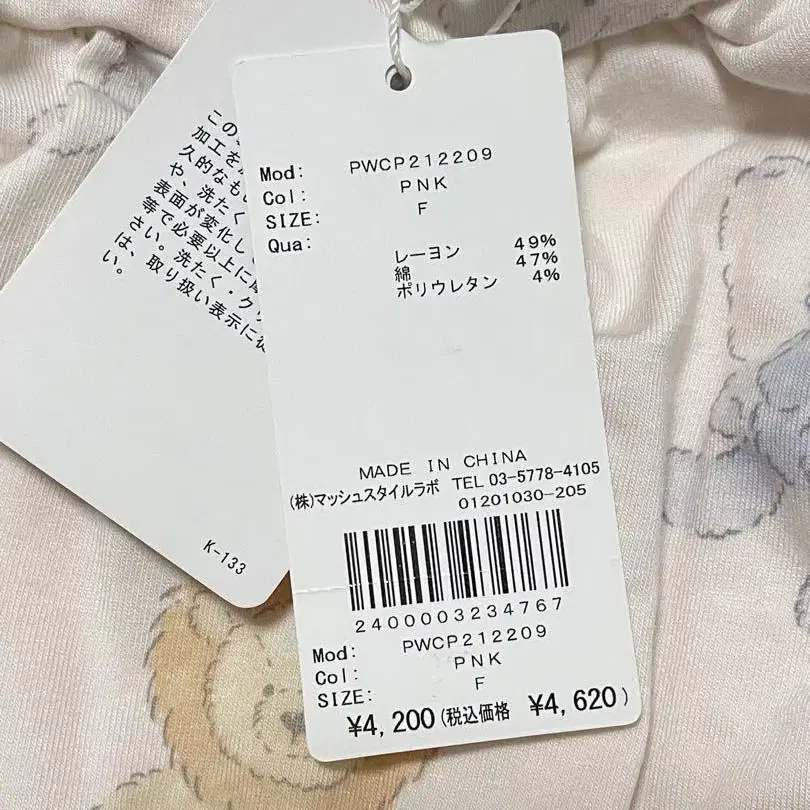 この
加工を
久的なも
や、洗たく
表面が変化し
等で必要以上に
さい。洗たく・ク
は、取り扱い表示に従
い。
K-133
Mod: PWCP212209
Col: PNK
SIZE: F
Qua:
レーヨン 49%
綿 47%
ポリウレタン 4%
MADE IN CHINA
(株)マッシュスタイルラボ TEL 03-5778-4105
01201030-205
2400003234767
Mod: PWCP212209
Col: PNK
SIZE: F
¥4,200(税込価格 ¥4,620)